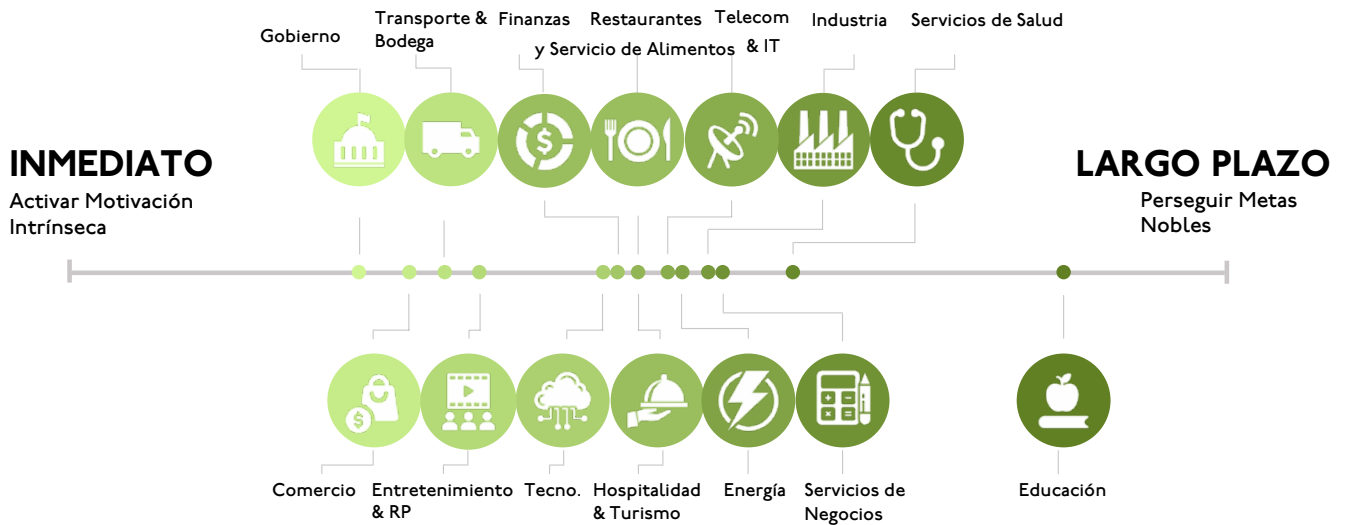 Gobierno
Transporte &
Bodega
Finanzas
Restaurantes
y Servicio de Alimentos
Telecom
& IT
Industria
Servicios de Salud
INMEDIATO
Activar Motivación
Intrínseca
LARGO PLAZO
Perseguir Metas
Nobles
$
$
Comercio
Entretenimiento
& RP
Tecno.
Hospitalidad
& Turismo
Energía
Servicios de
Negocios
Educación